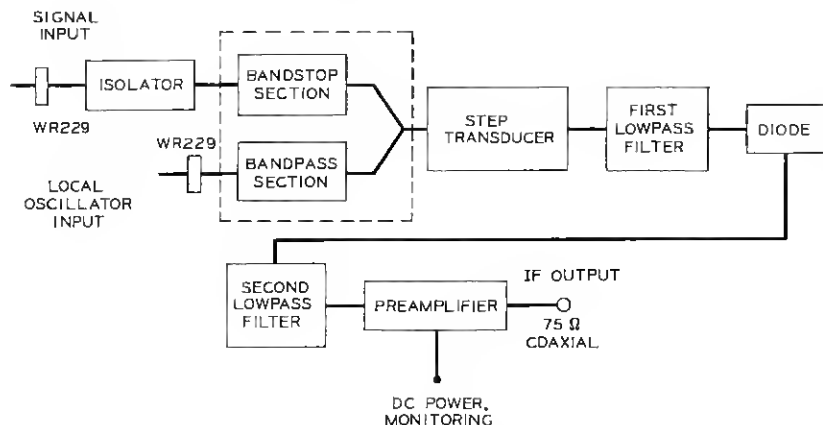 SIGNAL
INPUT
ISOLATOR
WR229
BANDSTOP
SECTION
WR229
BANDPASS
SECTION
LOCAL
OSCILLATOR
INPUT
STEP
TRANSDUCER
FIRST
LOWPASS
FILTER
DIODE
SECOND
LOWPASS
FILTER
PREAMPLIFIER
IF OUTPUT
75 Ω
CDAXIAL
DC POWER,
MONITORING